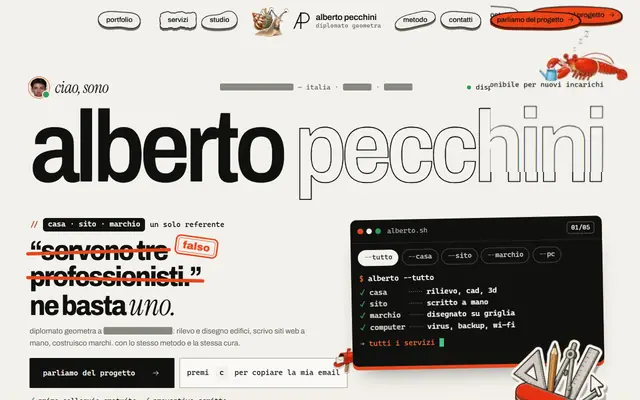 portfolio
servizi
studio
alberto pecchini
diplomato geometra
metodo
contatti
parliamo del progetto →
ciao, sono
— italia ·
disponibile per nuovi incarichi
alberto pecchini
// casa · sito · marchio un solo referente
“servono tre
professionisti.”
falso
ne basta uno.
diplomato geometra a : rilevo e disegno edifici, scrivo siti web a
mano, costruisco marchi. con lo stesso metodo e la stessa cura.
parliamo del progetto →
premi c per copiare la mia email
alberto.sh
01/05
--tutto
--casa
--sito
--marchio
--pc
$ alberto --tutto
✓ casa ······ rilievo, cad, 3d
✓ sito ······ scritto a mano
✓ marchio ···· disegnato su griglia
✓ computer ··· virus, backup, wi-fi
→ tutti i servizi